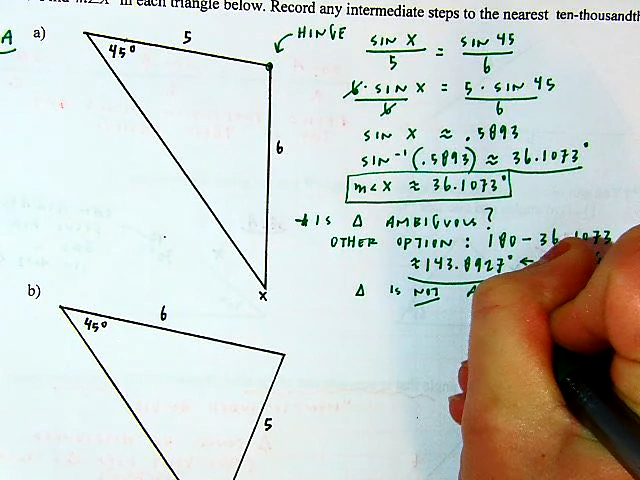 in each triangle below. Record any intermediate steps to the nearest ten-thousandth
A a) 5 HINGE
45°
6
x
SIN X / 5 = SIN 45 / 6
6 · SIN X / 6 = 5 · SIN 45 / 6
SIN X ≈ .5893
SIN⁻¹ (.5893) ≈ 36.1073°
m∠X ≈ 36.1073°
* IS Δ AMBIGUOUS?
OTHER OPTION : 180 - 36.1073
≈ 143.8927° ←
Δ IS NOT A
b) 6
45°
5